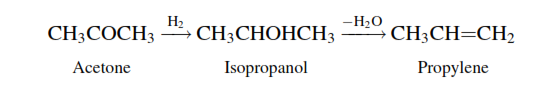 CH₃COCH₃ —H₂→ CH₃CHOHCH₃ —−H₂O→ CH₃CH=CH₂
Acetone Isopropanol Propylene